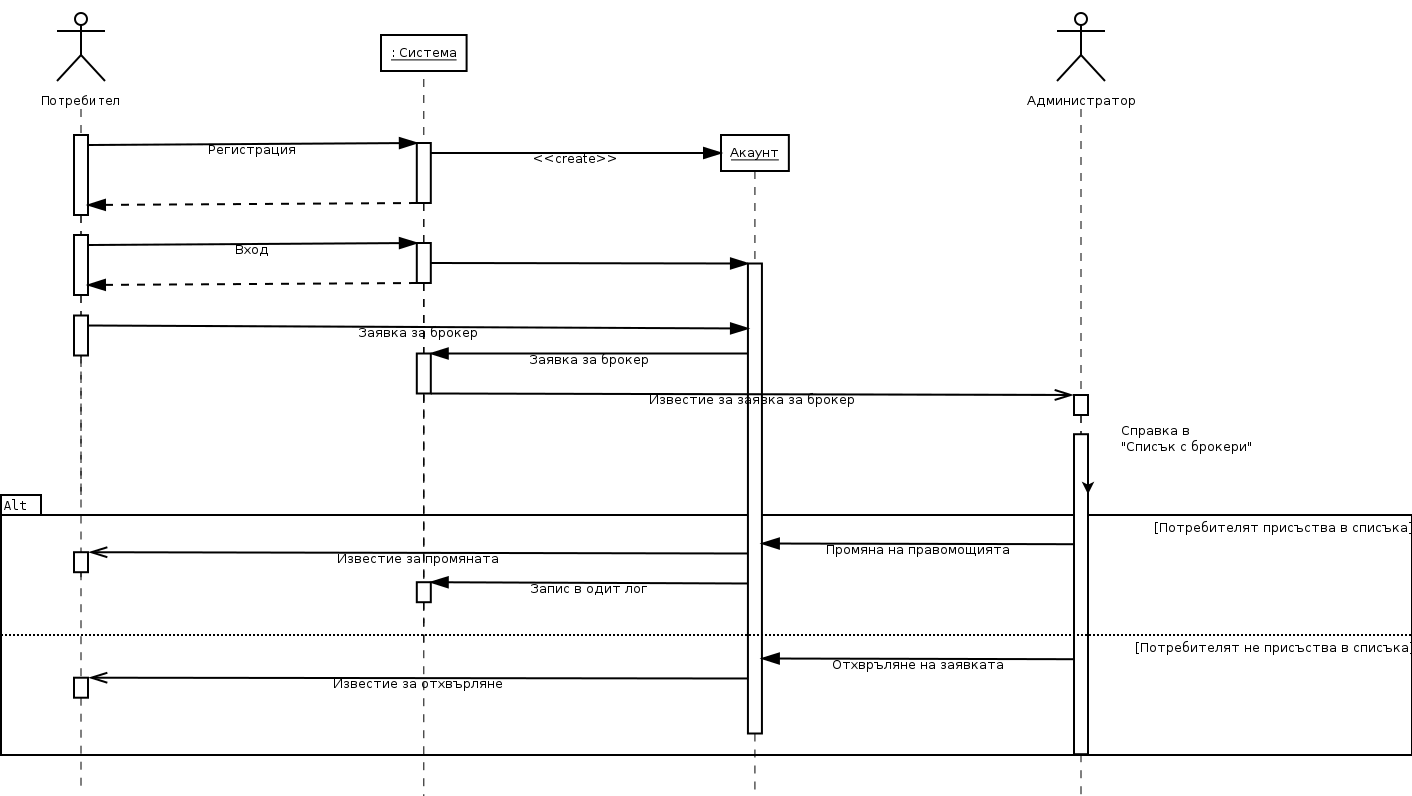 : Система
Потребител
Администратор
Регистрация
<<create>>
Акаунт
Вход
Заявка за брокер
Заявка за брокер
Известие за заявка за брокер
Справка в
"Списък с брокери"
Alt
[Потребителят присъства в списъка]
Промяна на правомощията
Известие за промяната
Запис в одит лог
[Потребителят не присъства в списъка]
Отхвръляне на заявката
Известие за отхвърляне